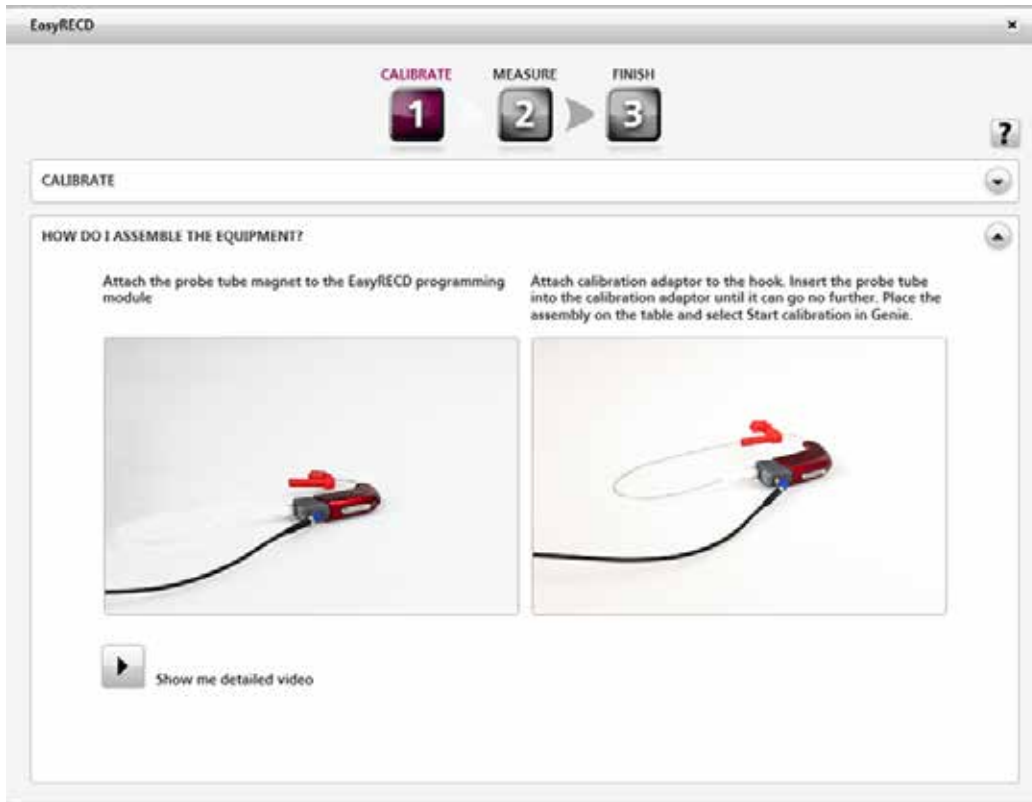 EasyRECD
CALIBRATE MEASURE FINISH
1 2 3
?
CALIBRATE
HOW DO I ASSEMBLE THE EQUIPMENT?
Attach the probe tube magnet to the EasyRECD programming
module
Attach calibration adaptor to the hook. Insert the probe tube
into the calibration adaptor until it can go no further. Place the
assembly on the table and select Start calibration in Genie.
Show me detailed video